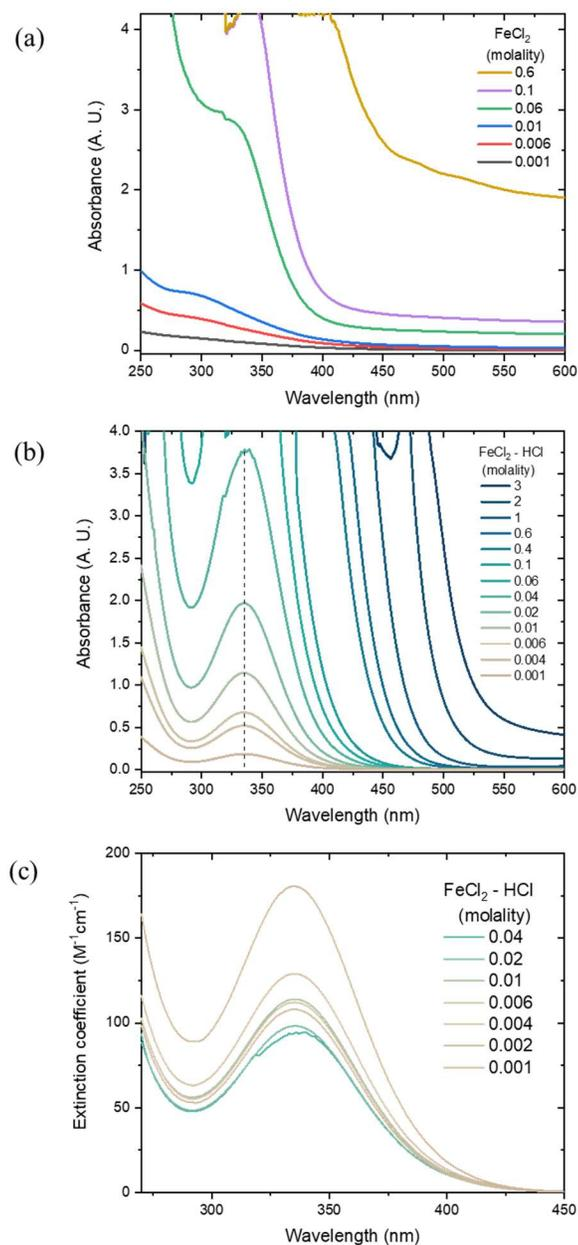 (a)
FeCl₂
(molality)
0.6
0.1
0.06
0.01
0.006
0.001
Absorbance (A. U.)
4
3
2
1
0
250 300 350 400 450 500 550 600
Wavelength (nm)
(b)
FeCl₂ - HCl
(molality)
3
2
1
0.6
0.4
0.1
0.06
0.04
0.02
0.01
0.006
0.004
0.001
Absorbance (A. U.)
4.0
3.5
3.0
2.5
2.0
1.5
1.0
0.5
0.0
250 300 350 400 450 500 550 600
Wavelength (nm)
(c)
FeCl₂ - HCl
(molality)
0.04
0.02
0.01
0.006
0.004
0.002
0.001
Extinction coefficient (M⁻¹cm⁻¹)
200
150
100
50
0
300 350 400 450
Wavelength (nm)